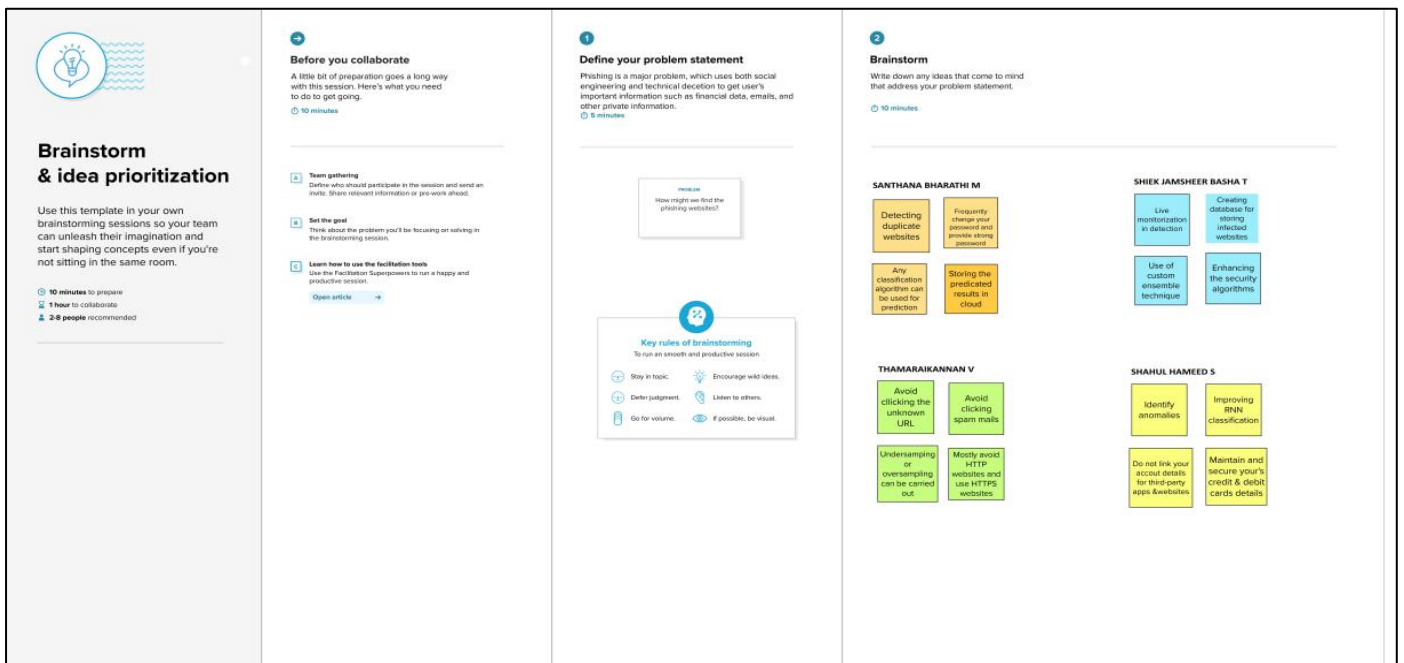 Brainstorm
& idea prioritization
Use this template in your own
brainstorming sessions so your team
can unleash their imagination and
start shaping concepts even if you're
not sitting in the same room.
10 minutes to prepare
1 hour to collaborate
2-8 people recommended
Before you collaborate
A little bit of preparation goes a long way
with this session. Here's what you need
to do to get going.
10 minutes
A
Team gathering
Define who should participate in the session and send an
invite. Share relevant information or pre-work ahead.
B
Set the goal
Think about the problem you'll be focusing on solving in
the brainstorming session.
C
Learn how to use the facilitation tools
Use the Facilitation Superpowers to run a happy and
productive session.
Open article
1
Define your problem statement
Phishing is a major problem, which uses both social
engineering and technical decetion to get user's
important information such as financial data, emails, and
other private information.
5 minutes
PROBLEM
How might we find the
phishing websites?
Key rules of brainstorming
To run an smooth and productive session
Stay in topic.
Encourage wild ideas.
Defer judgment.
Listen to others.
Go for volume.
If possible, be visual.
2
Brainstorm
Write down any ideas that come to mind
that address your problem statement.
10 minutes
SANTHANA BHARATHI M
Detecting
duplicate
websites
Frequently
change your
password and
provide strong
password
Any
classification
algorithm can
be used for
prediction
Storing the
predicated
results in
cloud
SHIEK JAMSHEER BASHA T
Live
monitorization
in detection
Creating
database for
storing
infected
websites
Use of
custom
ensemble
technique
Enhancing
the security
algorithms
THAMARAIKANNAN V
Avoid
cllicking the
unknown
URL
Avoid
clicking
spam mails
Undersamping
or
oversampling
can be carried
out
Mostly avoid
HTTP
websites and
use HTTPS
websites
SHAHUL HAMEED S
Identify
anomalies
Improving
RNN
classification
Do not link your
accout details
for third-party
apps &websites
Maintain and
secure your's
credit & debit
cards details